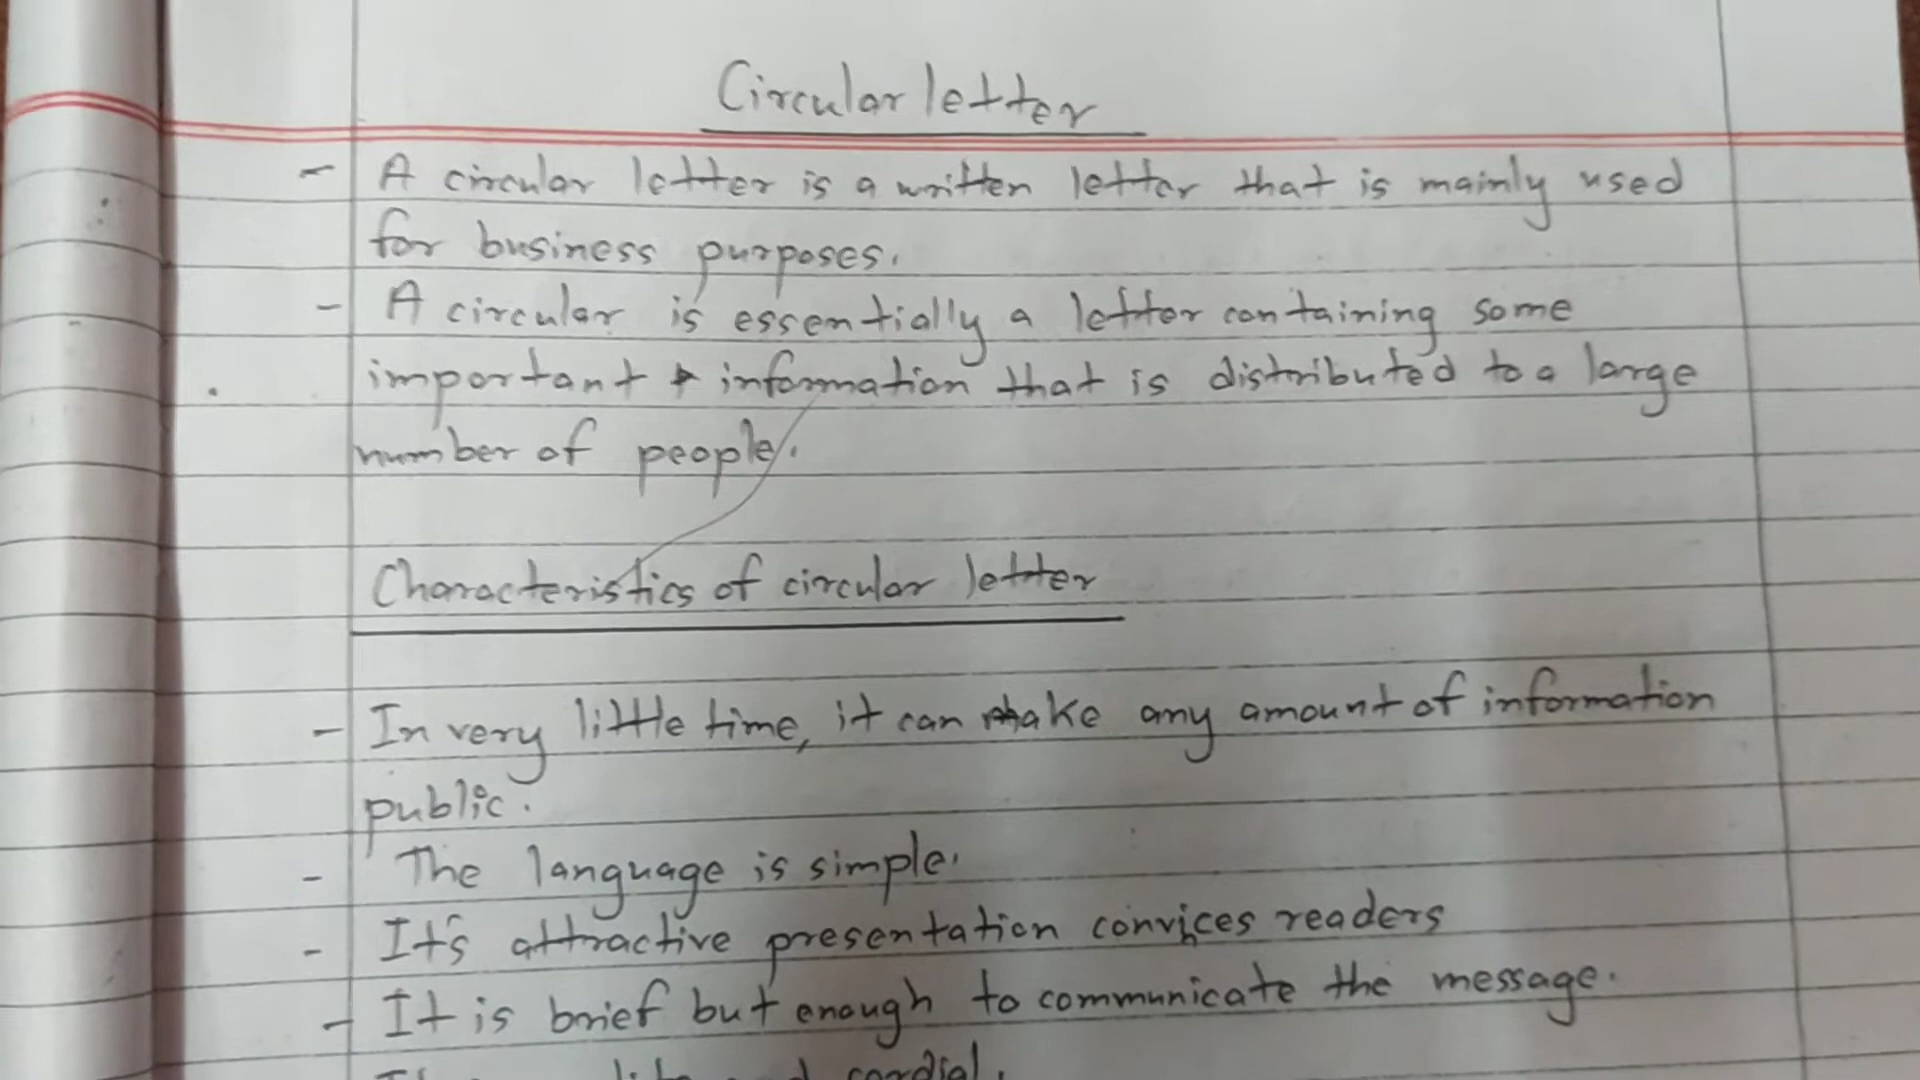 Circular letter
- A circular letter is a written letter that is mainly used
for business purposes.
- A circular is essentially a letter containing some
important information that is distributed to a large
number of people.
Characteristics of circular letter
- In very little time, it can make any amount of information
public.
- The language is simple.
- It's attractive presentation convices readers
- It is brief but enough to communicate the message.
cordial.